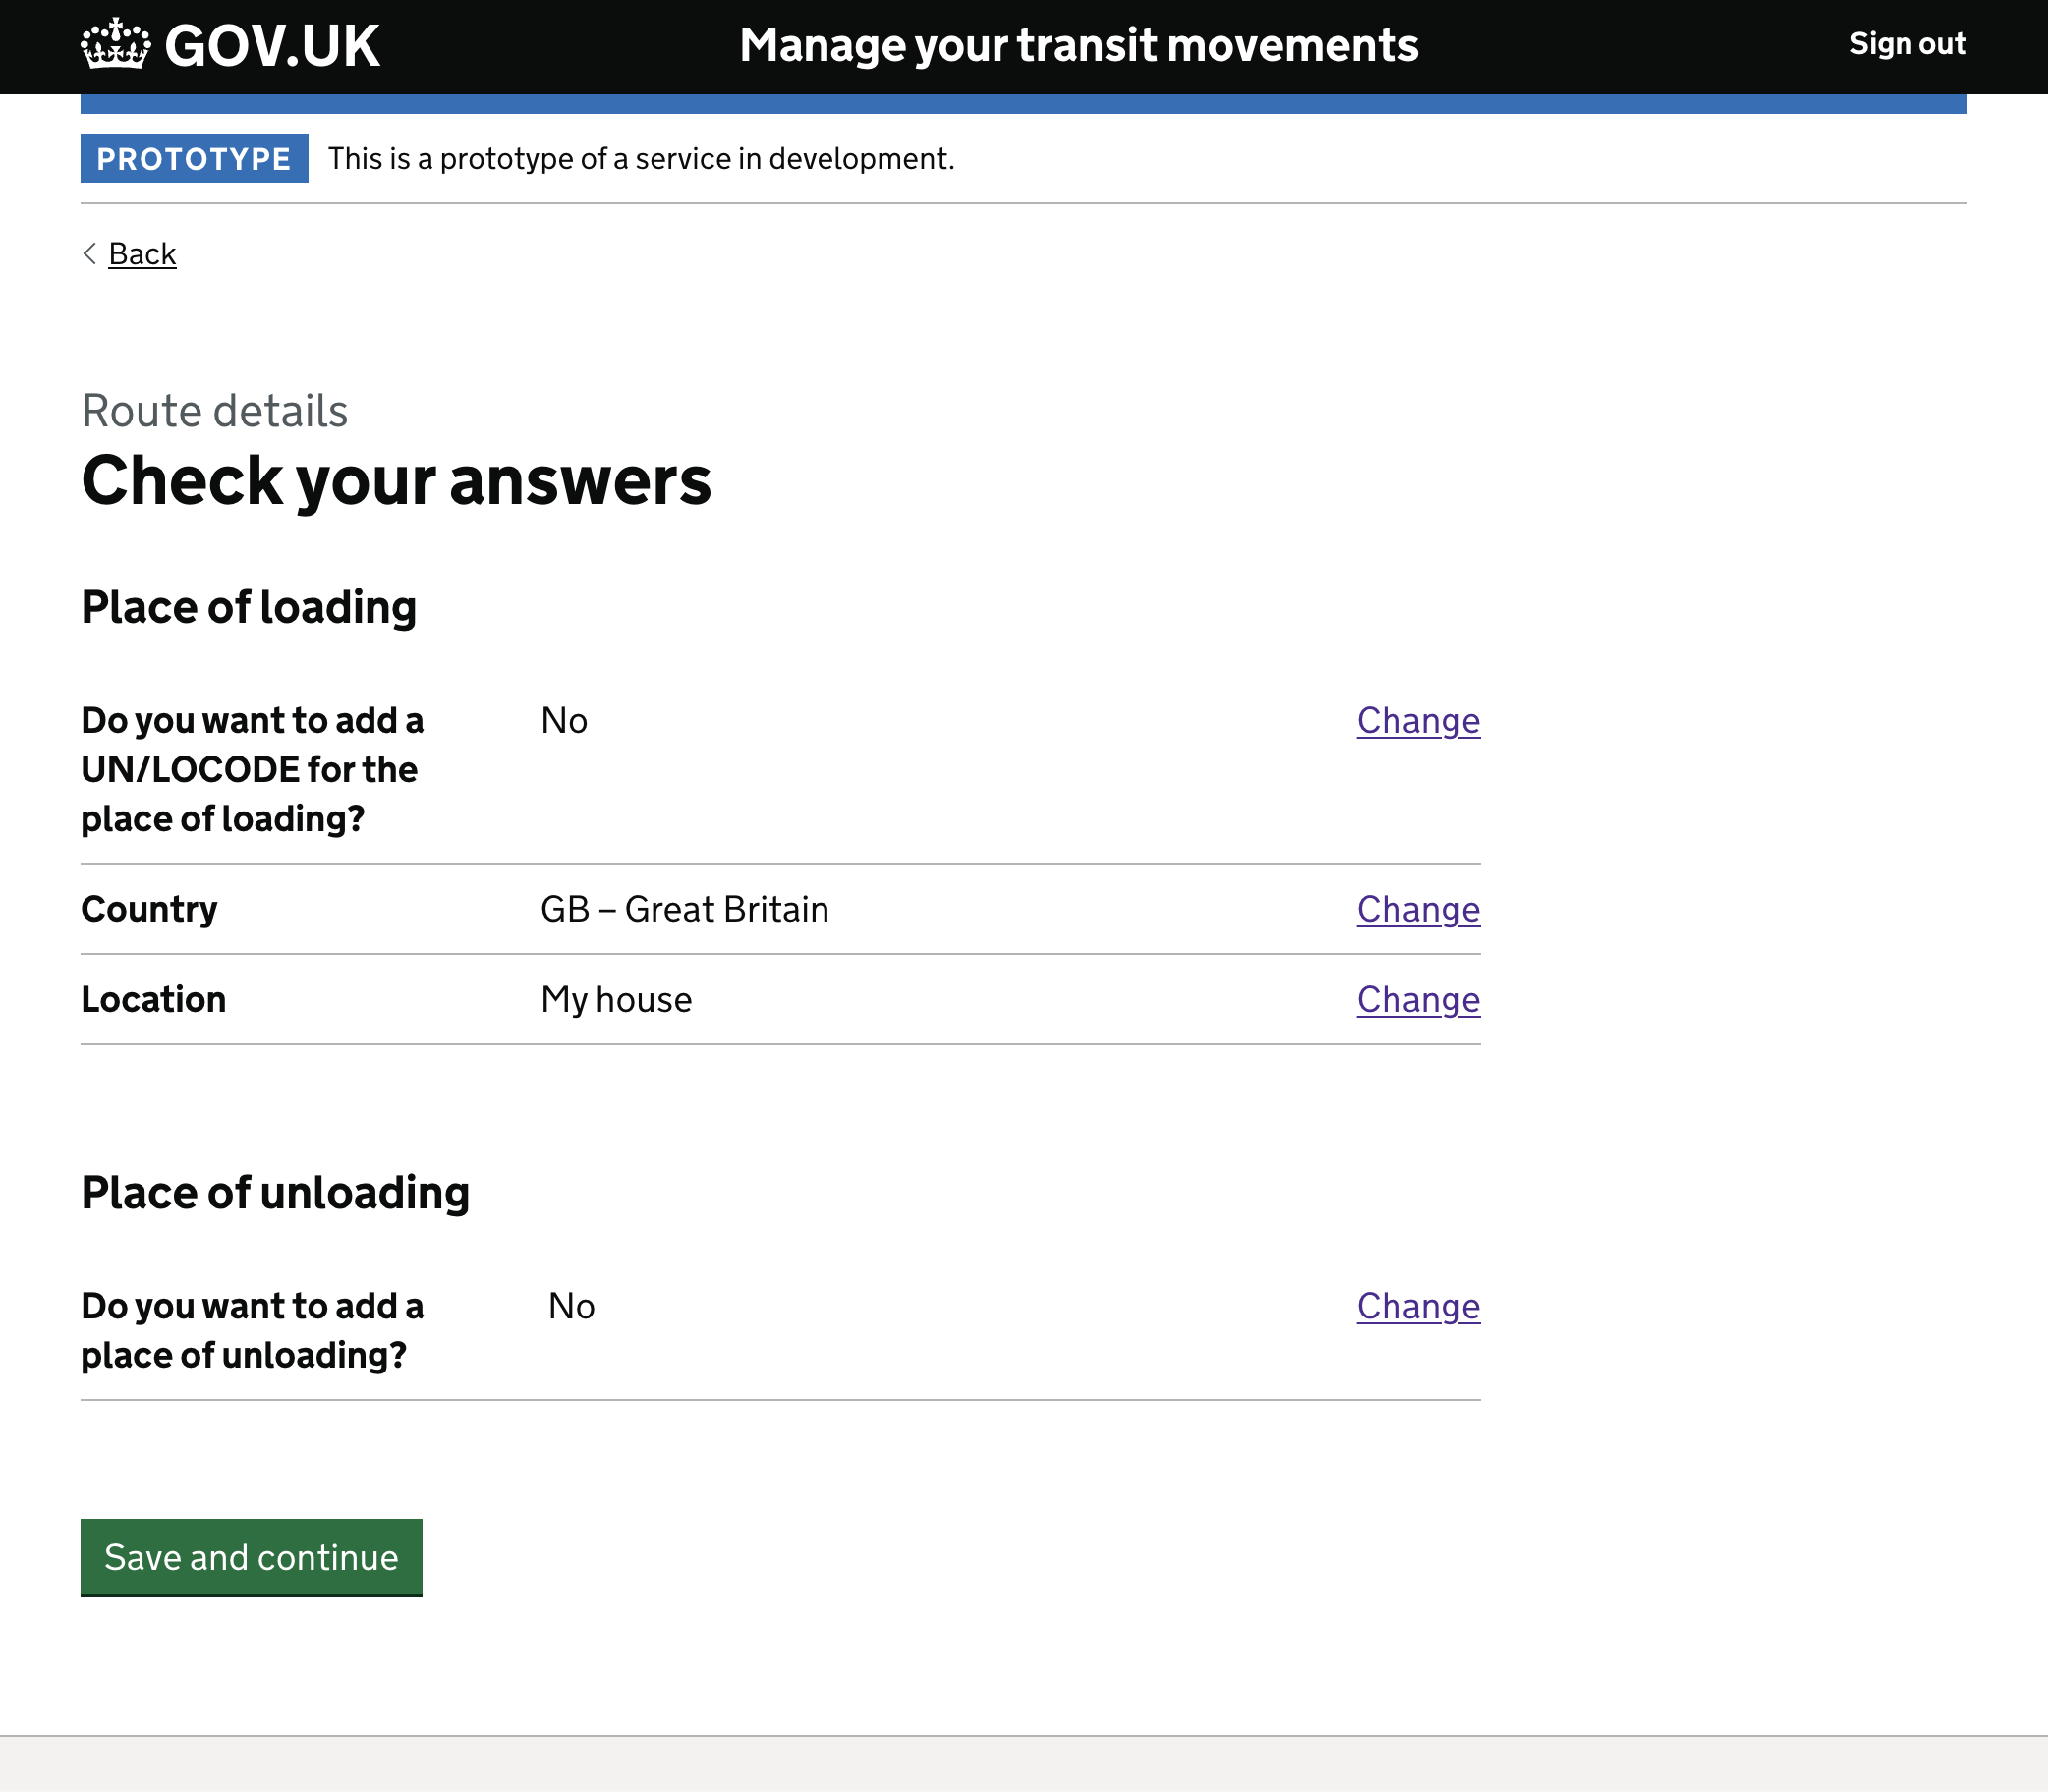 GOV.UK Manage your transit movements Sign out
PROTOTYPE This is a prototype of a service in development.
Back
Route details
Check your answers
Place of loading
Do you want to add a No Change
UN/LOCODE for the
place of loading?
Country GB – Great Britain Change
Location My house Change
Place of unloading
Do you want to add a No Change
place of unloading?
Save and continue